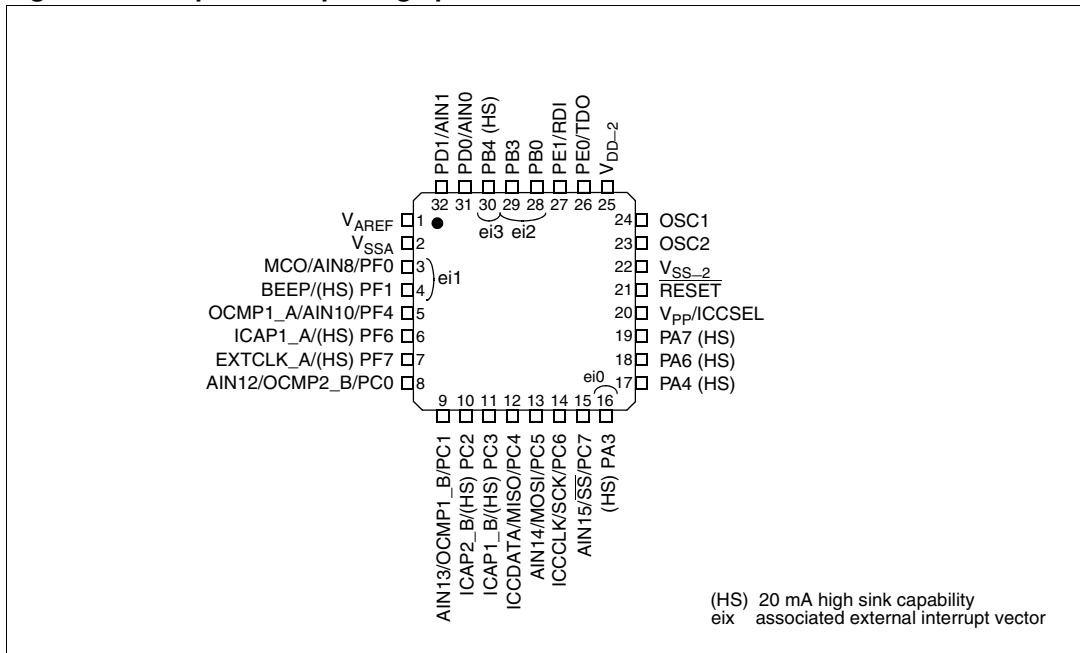 PD1/AIN1
PD0/AIN0
PB4 (HS)
PB3
PB0
PE1/RDI
PE0/TDO
VDD–2
32 31 30 29 28 27 26 25
ei3 ei2
VAREF 1
VSSA 2
MCO/AIN8/PF0 3
BEEP/(HS) PF1 4
ei1
OCMP1_A/AIN10/PF4 5
ICAP1_A/(HS) PF6 6
EXTCLK_A/(HS) PF7 7
AIN12/OCMP2_B/PC0 8
24 OSC1
23 OSC2
22 VSS–2
21 RESET
20 VPP/ICCSEL
19 PA7 (HS)
18 PA6 (HS)
17 PA4 (HS)
ei0
9 10 11 12 13 14 15 16
AIN13/OCMP1_B/PC1
ICAP2_B/(HS) PC2
ICAP1_B/(HS) PC3
ICCDATA/MISO/PC4
AIN14/MOSI/PC5
ICCCLK/SCK/PC6
AIN15/SS/PC7
(HS) PA3
(HS) 20 mA high sink capability
eix associated external interrupt vector